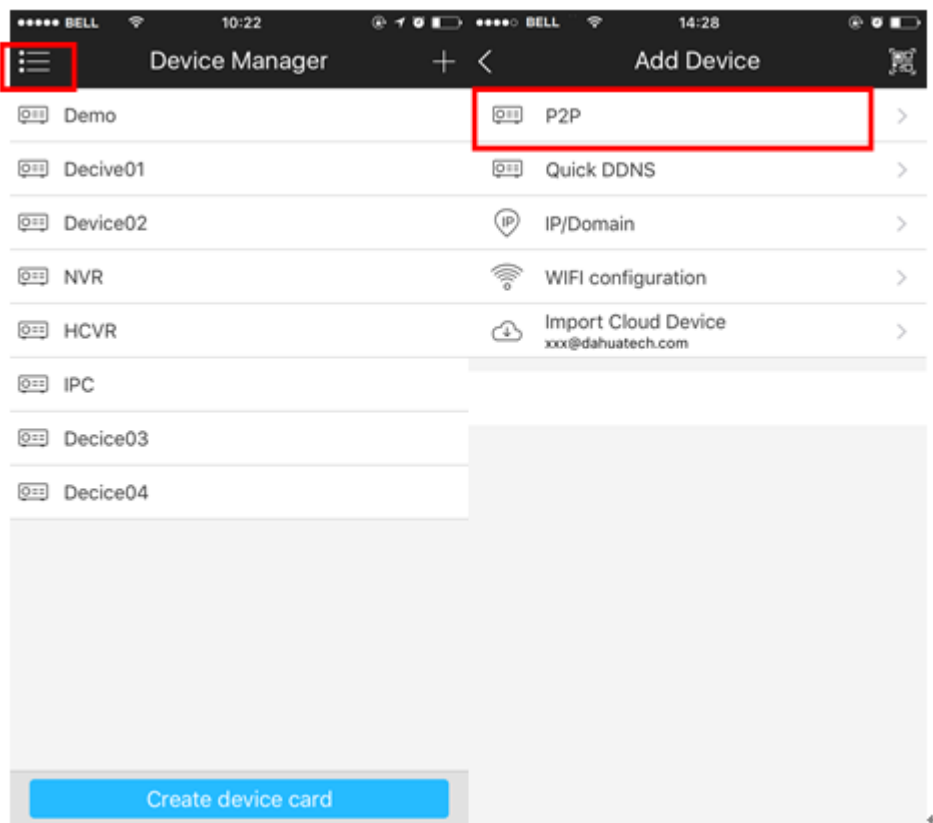 BELL 10:22
Device Manager
Demo
Decive01
Device02
NVR
HCVR
IPC
Decice03
Decice04
Create device card
BELL 14:28
Add Device
P2P
Quick DDNS
IP
IP/Domain
WIFI configuration
Import Cloud Device
xxx@dahuatech.com